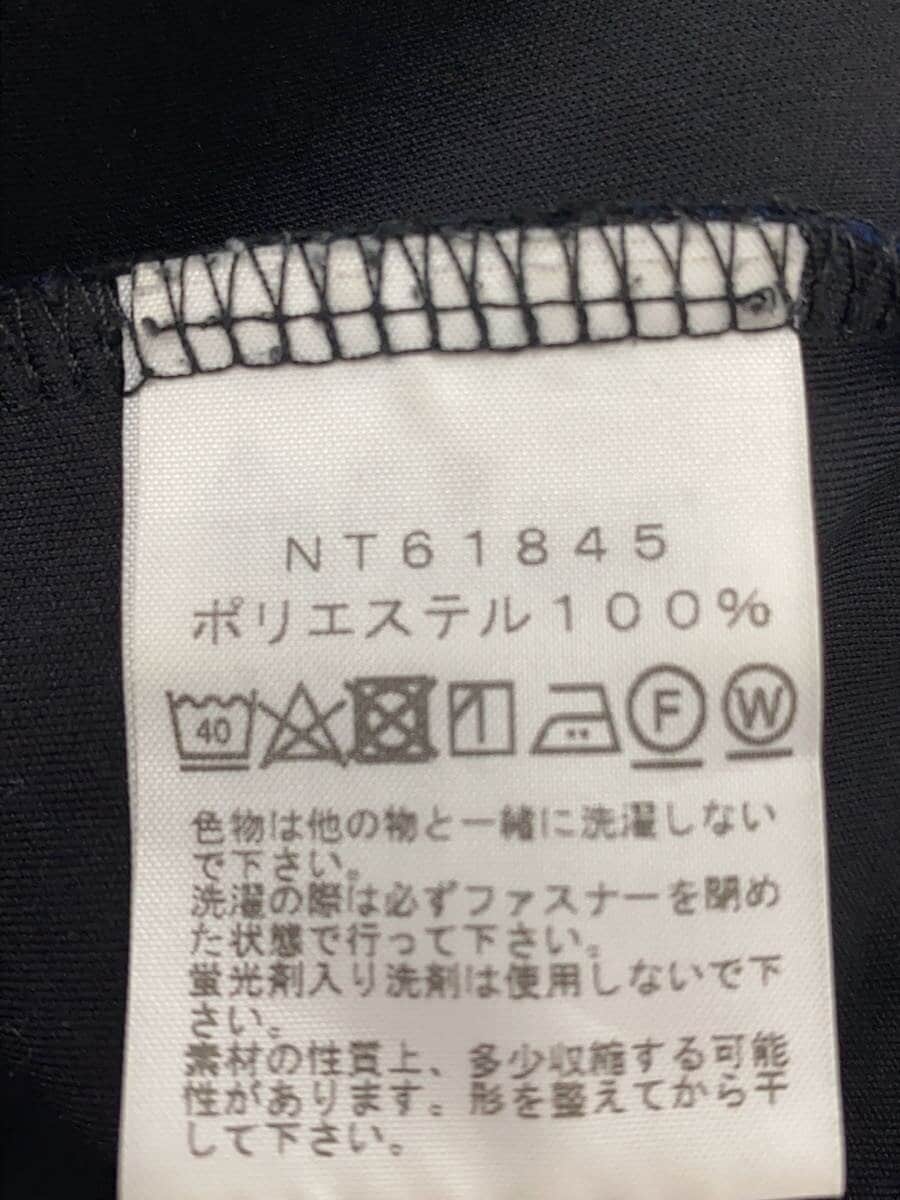 NT61845
ポリエステル100%
40 F W
色物は他の物と一緒に洗濯しない
で下さい。
洗濯の際は必ずファスナーを閉め
た状態で行って下さい。
蛍光剤入り洗剤は使用しないで下
さい。
素材の性質上、多少収縮する可能
性があります。形を整えてから干
して下さい。